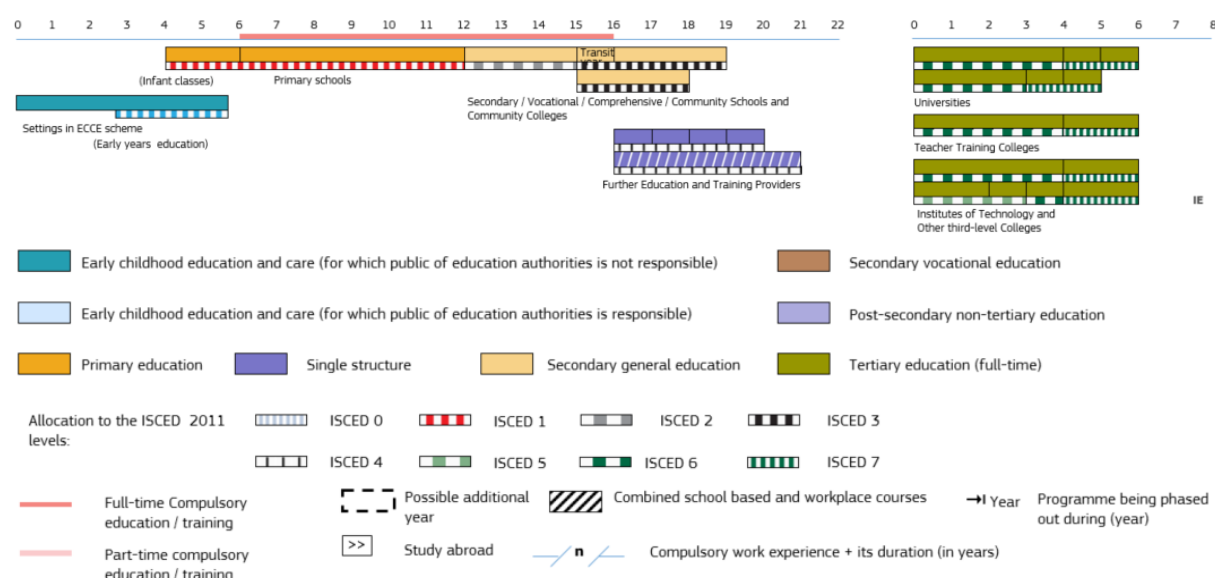 0 1 2 3 4 5 6 7 8 9 10 11 12 13 14 15 16 17 18 19 20 21 22
0 1 2 3 4 5 6 7 8
Transit
(Infant classes)
Primary schools
Secondary / Vocational / Comprehensive / Community Schools and
Community Colleges
Settings in ECCE scheme
(Early years education)
Further Education and Training Providers
Universities
Teacher Training Colleges
Institutes of Technology and
Other third-level Colleges
IE
Early childhood education and care (for which public of education authorities is not responsible)
Secondary vocational education
Early childhood education and care (for which public of education authorities is responsible)
Post-secondary non-tertiary education
Primary education
Single structure
Secondary general education
Tertiary education (full-time)
Allocation to the ISCED 2011
levels:
ISCED 0
ISCED 1
ISCED 2
ISCED 3
ISCED 4
ISCED 5
ISCED 6
ISCED 7
Full-time Compulsory
education / training
Possible additional
year
Combined school based and workplace courses
Year
Programme being phased
out during (year)
Part-time compulsory
education / training
>>
Study abroad
n
Compulsory work experience + its duration (in years)